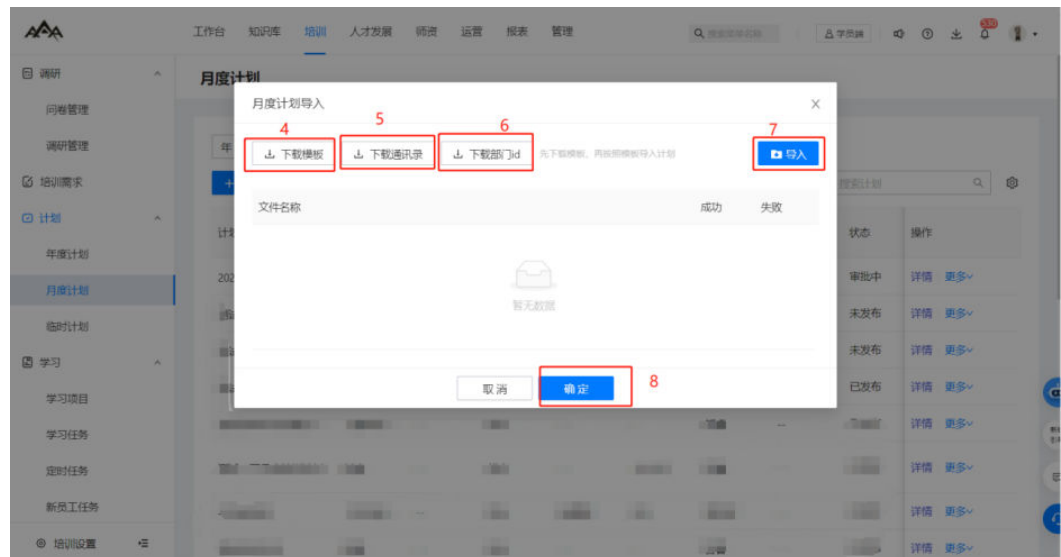 工作台 知识库 培训 人才发展 师资 运营 报表 管理 学员端
调研
月度计划
问卷管理
月度计划导入
4 5 6 7
调研管理
年
下载模板 下载通讯录 下载部门id 先下载模板，再按照模板导入计划 导入
培训需求
+ 搜索计划
文件名称 成功 失败
计划
计划 状态 操作
年度计划
202 审批中 详情 更多
月度计划
暂无数据
未发布 详情 更多
临时计划
未发布 详情 更多
学习
取消 确定 8
已发布 详情 更多
学习项目
详情 更多
学习任务
详情 更多
定时任务
新员工任务
详情 更多
培训设置
详情 更多